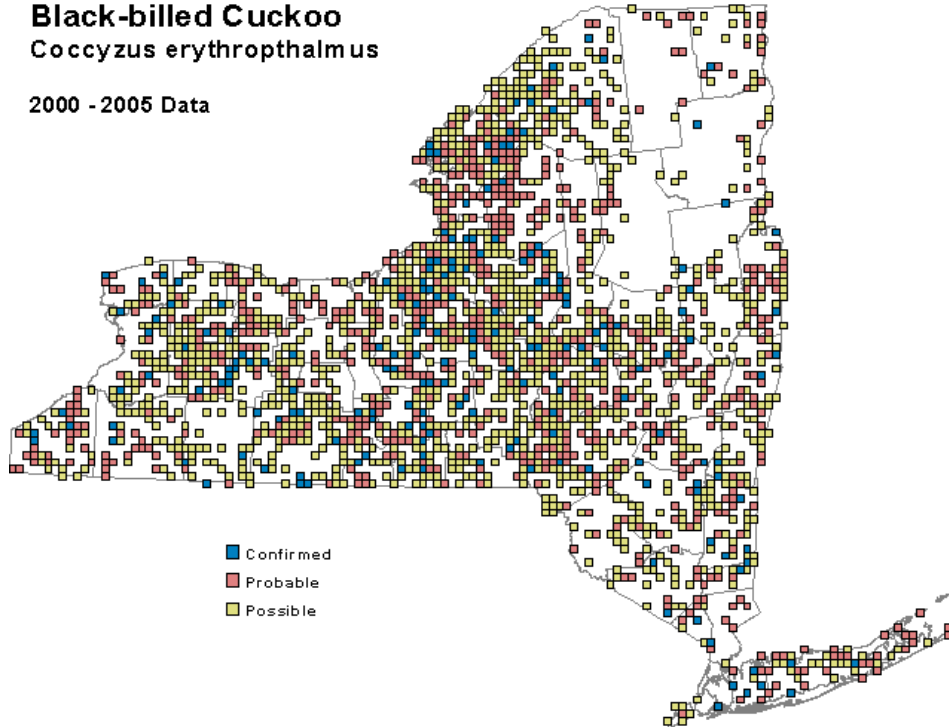 Black-billed Cuckoo
Coccyzus erythropthalmus
2000 - 2005 Data
Confirmed
Probable
Possible